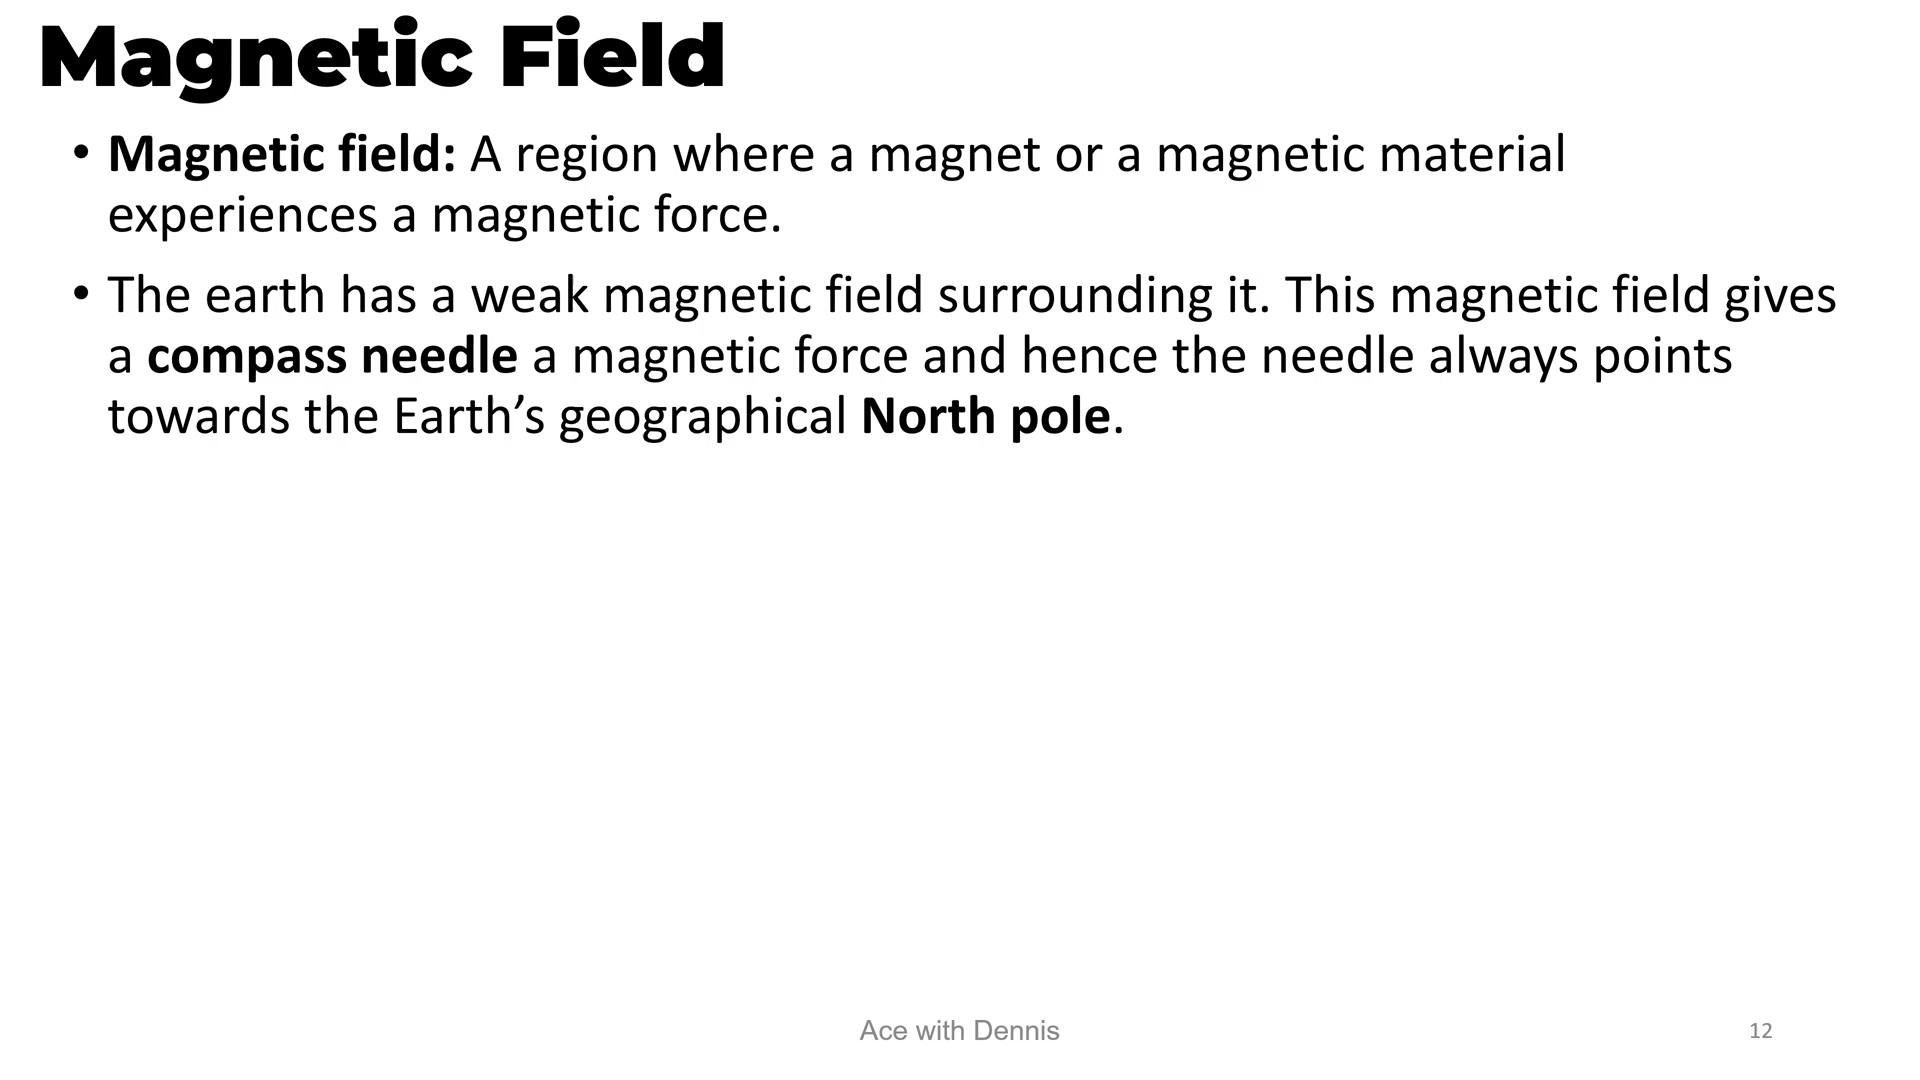 Magnetic Field
• Magnetic field: A region where a magnet or a magnetic material
experiences a magnetic force.
• The earth has a weak magnetic field surrounding it. This magnetic field gives
a compass needle a magnetic force and hence the needle always points
towards the Earth’s geographical North pole.
Ace with Dennis
12